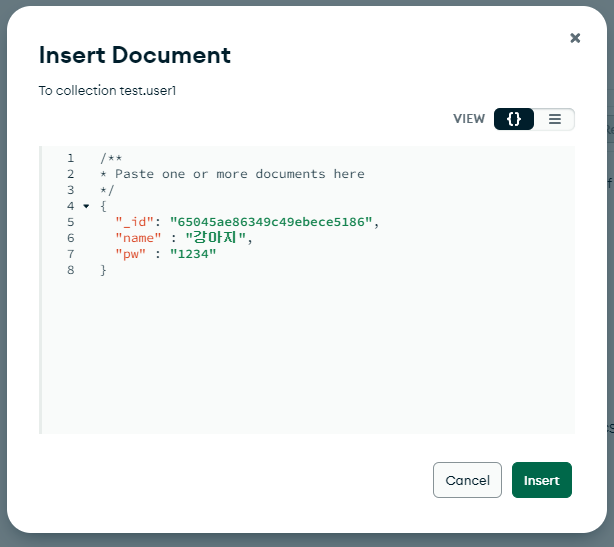 Insert Document
To collection test.user1
VIEW {}
1 /**
2 * Paste one or more documents here
3 */
4 {
5 "_id": "65045ae86349c49ebece5186",
6 "name" : "강아지",
7 "pw" : "1234"
8 }
Cancel Insert